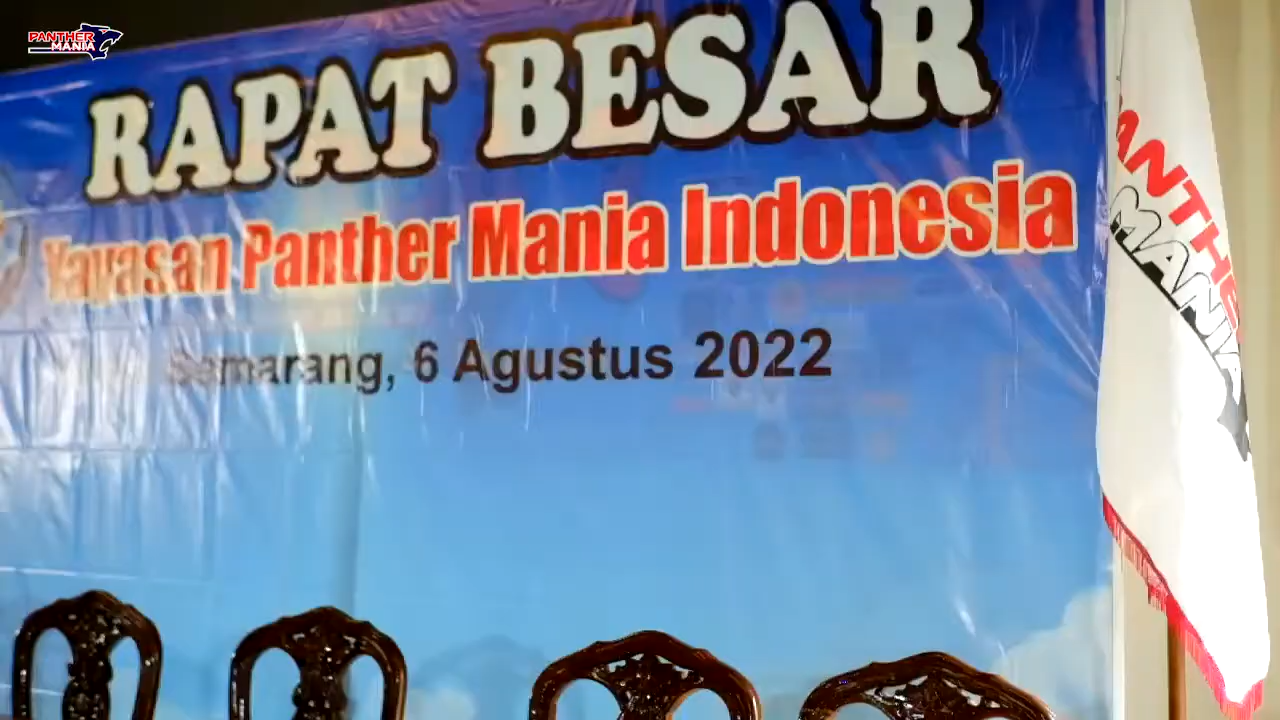 PANTHER
MANIA
RAPAT BESAR
Yayasan Panther Mania Indonesia
Semarang, 6 Agustus 2022
PANTHER
MANIA